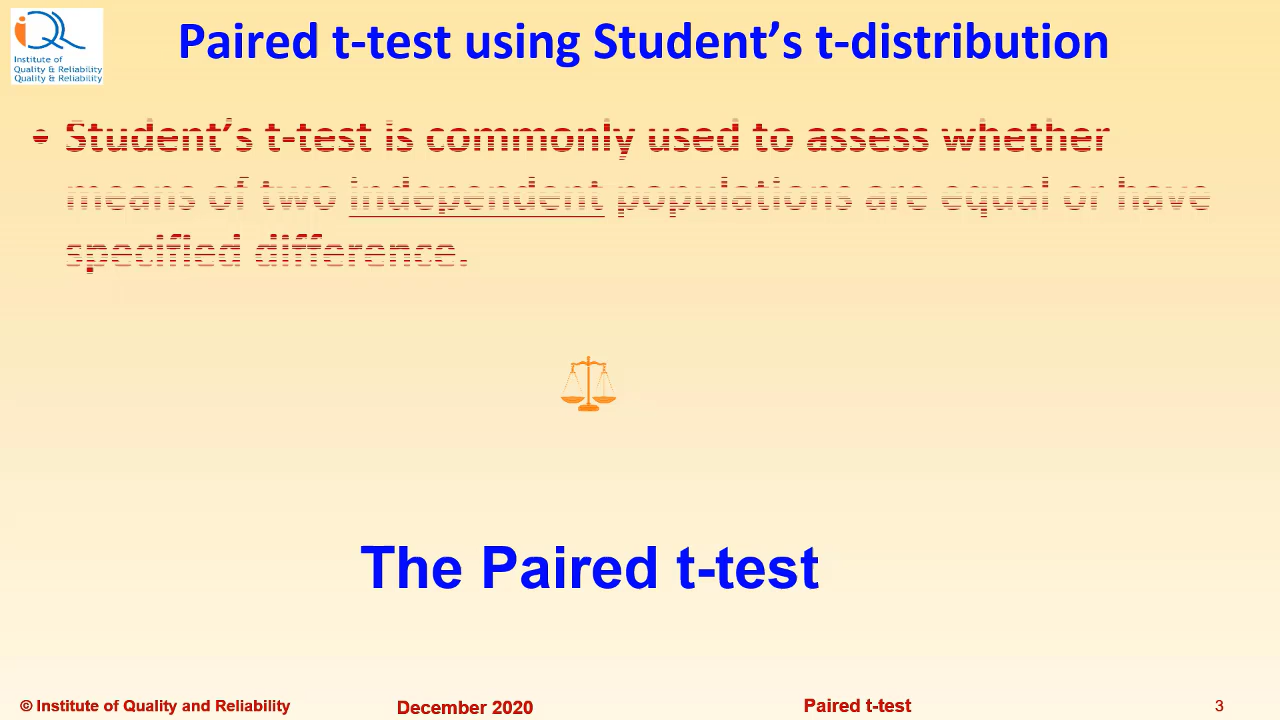 iQR
Institute of
Quality & Reliability
Quality & Reliability
Paired t-test using Student’s t-distribution
• Student’s t-test is commonly used to assess whether
means of two independent populations are equal or have
specified difference.
The Paired t-test
© Institute of Quality and Reliability
December 2020
Paired t-test
3